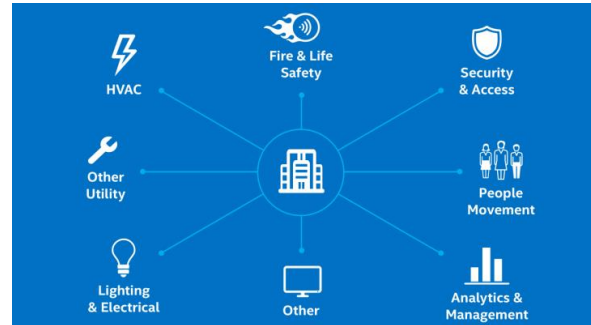 Fire & Life
Safety
HVAC
Security
& Access
Other
Utility
People
Movement
Lighting
& Electrical
Other
Analytics &
Management